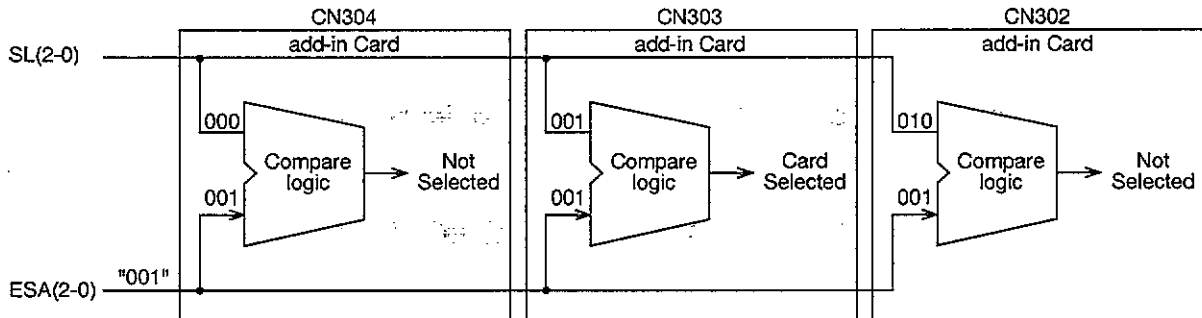 CN304
CN303
CN302
add-in Card
add-in Card
add-in Card
SL(2-0)
000
001
010
Compare
logic
Not
Selected
Compare
logic
Card
Selected
Compare
logic
Not
Selected
001
001
001
ESA(2-0)
"001"